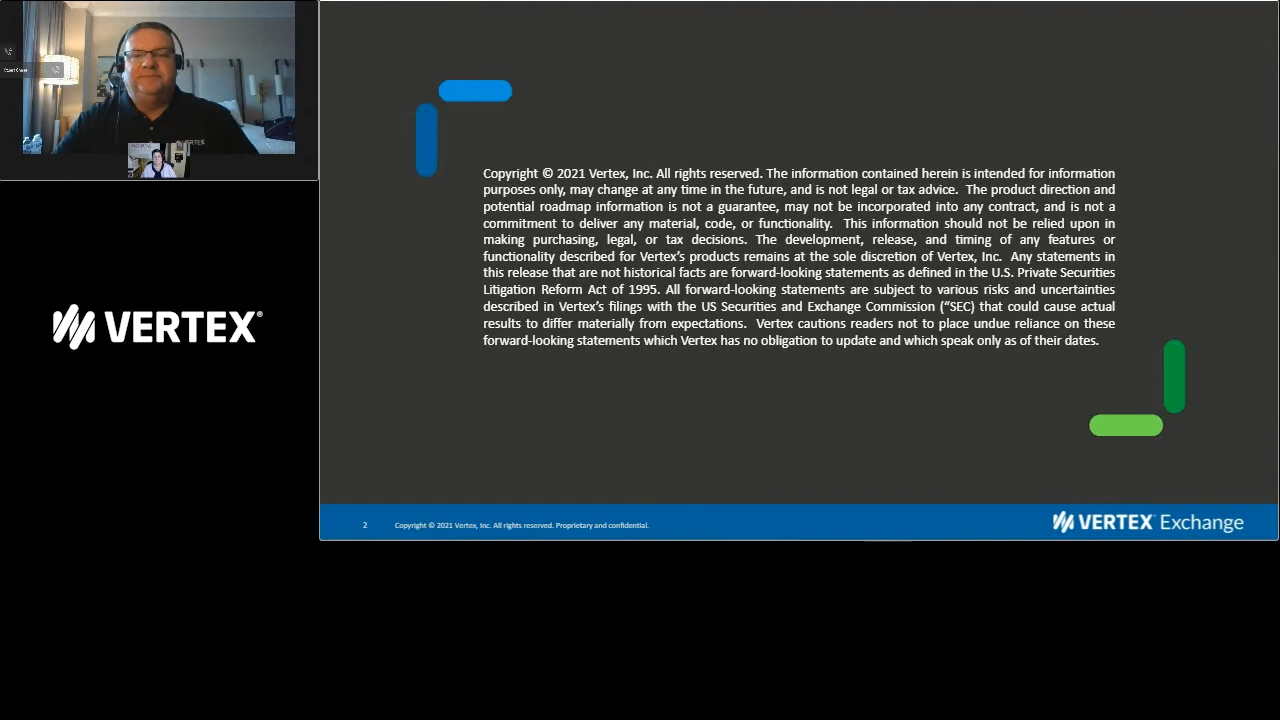 VERTEX
VERTEX®
Copyright © 2021 Vertex, Inc. All rights reserved. The information contained herein is intended for information
purposes only, may change at any time in the future, and is not legal or tax advice. The product direction and
potential roadmap information is not a guarantee, may not be incorporated into any contract, and is not a
commitment to deliver any material, code, or functionality. This information should not be relied upon in
making purchasing, legal, or tax decisions. The development, release, and timing of any features or
functionality described for Vertex's products remains at the sole discretion of Vertex, Inc. Any statements in
this release that are not historical facts are forward-looking statements as defined in the U.S. Private Securities
Litigation Reform Act of 1995. All forward-looking statements are subject to various risks and uncertainties
described in Vertex's filings with the US Securities and Exchange Commission (“SEC) that could cause actual
results to differ materially from expectations. Vertex cautions readers not to place undue reliance on these
forward-looking statements which Vertex has no obligation to update and which speak only as of their dates.
2 Copyright © 2021 Vertex, Inc. All rights reserved. Proprietary and confidential.
VERTEX Exchange